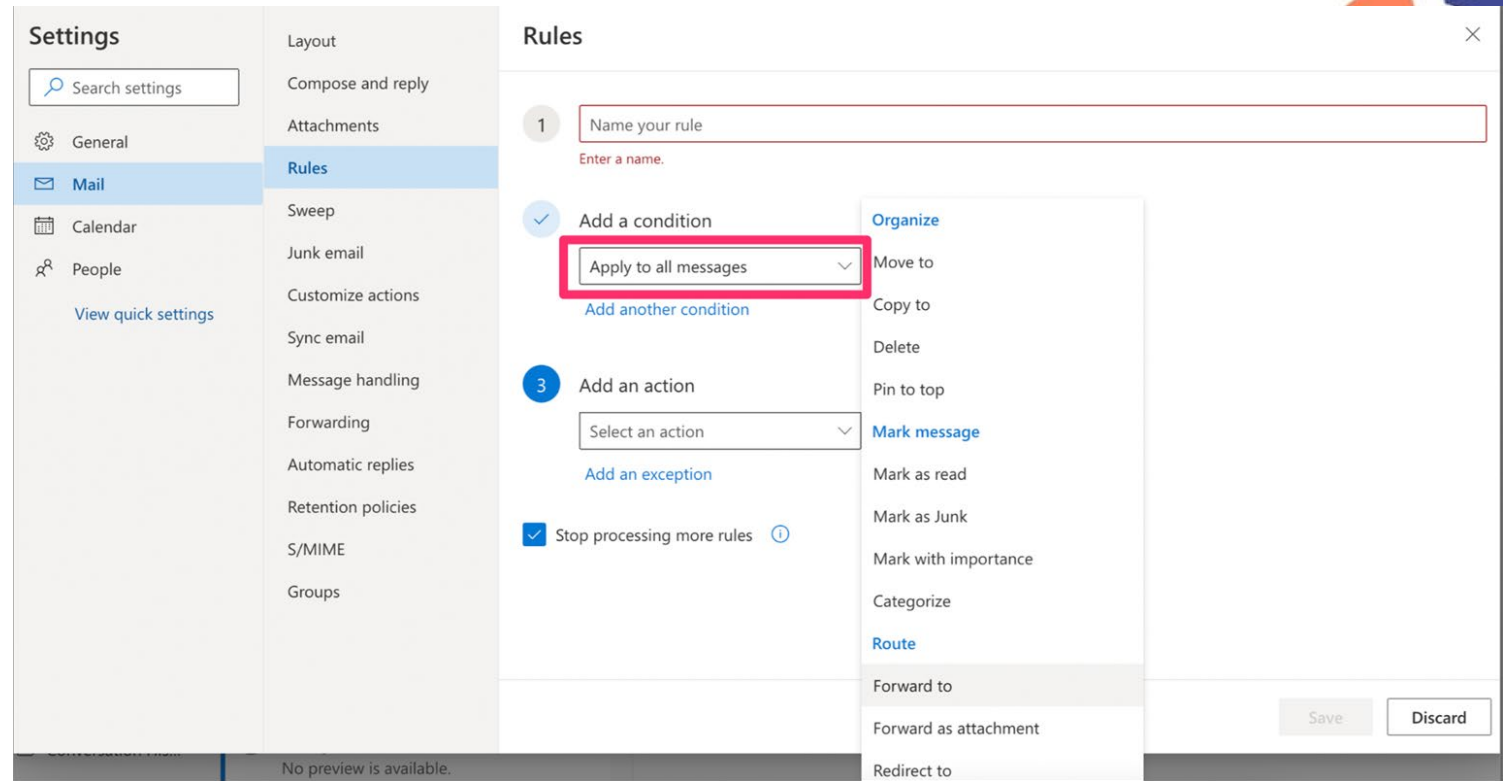 Settings
Search settings
General
Mail
Calendar
People
View quick settings
Layout
Compose and reply
Attachments
Rules
Sweep
Junk email
Customize actions
Sync email
Message handling
Forwarding
Automatic replies
Retention policies
S/MIME
Groups
Rules
1
Name your rule
Enter a name.
Add a condition
Apply to all messages
Add another condition
3
Add an action
Select an action
Add an exception
Stop processing more rules
Organize
Move to
Copy to
Delete
Pin to top
Mark message
Mark as read
Mark as Junk
Mark with importance
Categorize
Route
Forward to
Forward as attachment
Redirect to
Save
Discard
No preview is available.